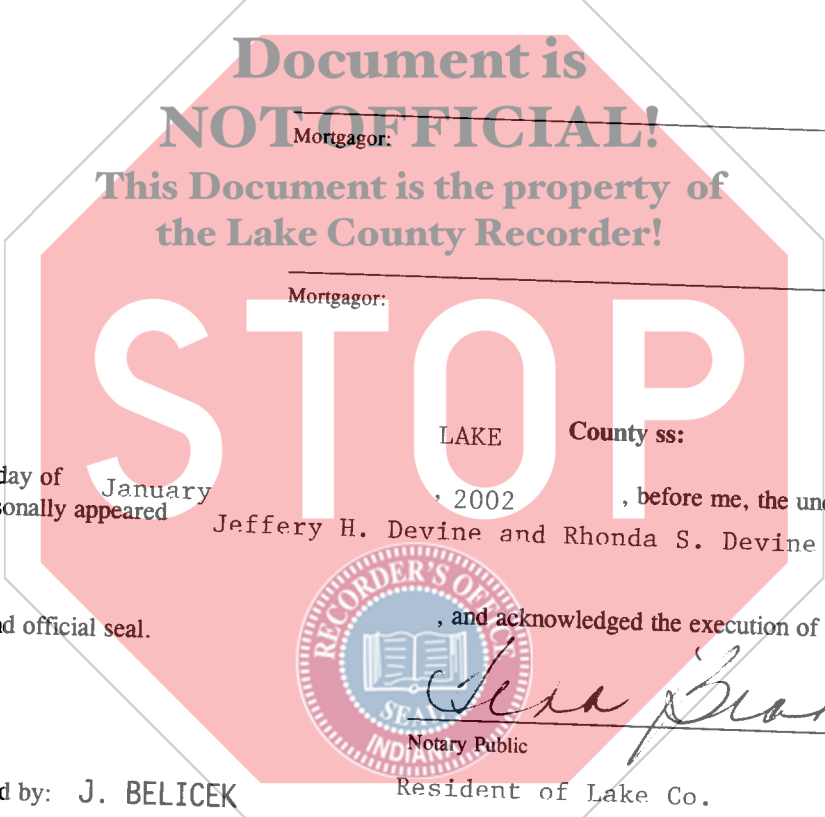 Document is
NOT OFFICIAL!
Mortgagor:
This Document is the property of
the Lake County Recorder!
Mortgagor:
STOP
LAKE County ss:
day of January , 2002 , before me, the un
sonally appeared Jeffery H. Devine and Rhonda S. Devine
RECORDER'S OFFICE
, and acknowledged the execution of
d official seal.
SEAL
INDIANA
Notary Public
d by: J. BELICEK
Resident of Lake Co.